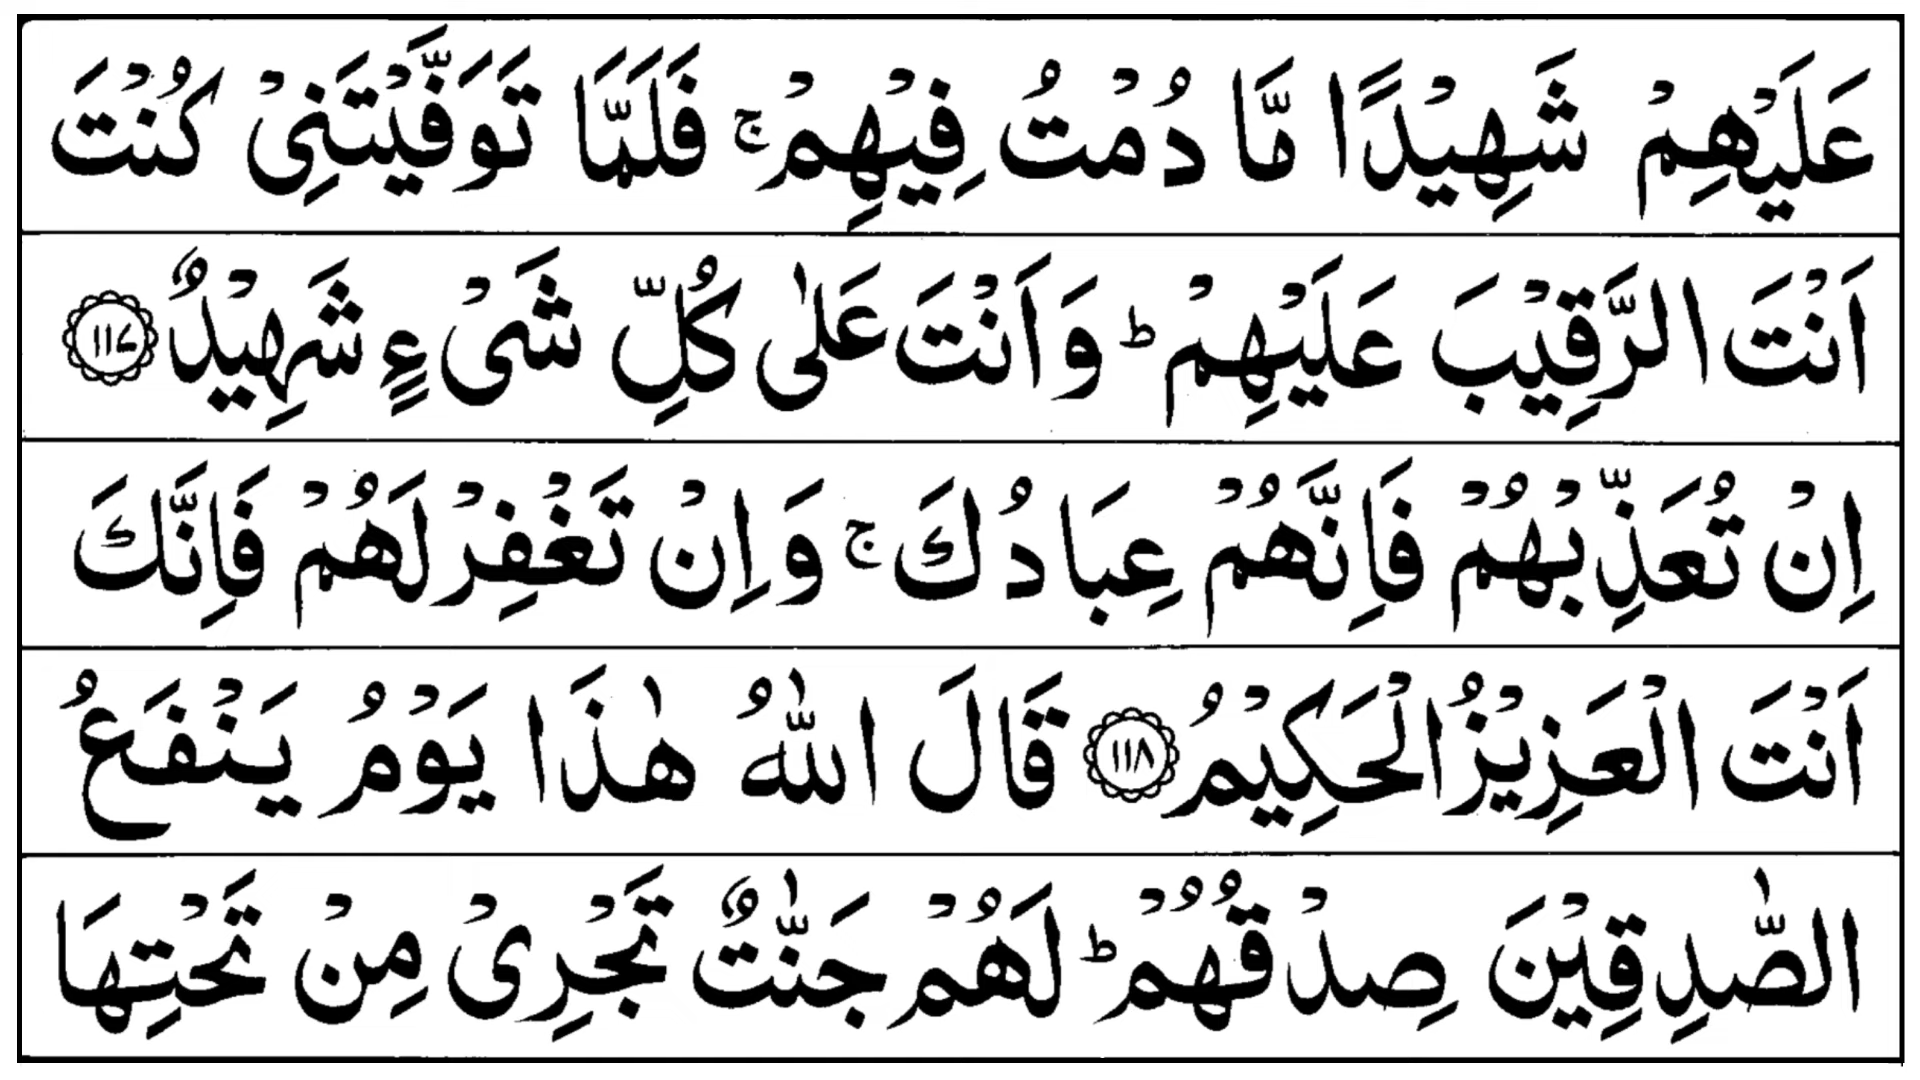 عَلَيْهِمْ شَهِيْدًا مَّا دُمْتُ فِيْهِمْ ۚ فَلَمَّا تَوَفَّيْتَنِيْ كُنْتَ
اَنْتَ الرَّقِيْبَ عَلَيْهِمْ ؕ وَاَنْتَ عَلٰى كُلِّ شَيْءٍ شَهِيْدٌ ۝۱۱۷
اِنْ تُعَذِّبْهُمْ فَاِنَّهُمْ عِبَادُكَ ۚ وَاِنْ تَغْفِرْ لَهُمْ فَاِنَّكَ
اَنْتَ الْعَزِيْزُ الْحَكِيْمُ ۝۱۱۸ قَالَ اللّٰهُ هٰذَا يَوْمُ يَنْفَعُ
الصّٰدِقِيْنَ صِدْقُهُمْ ؕ لَهُمْ جَنّٰتٌ تَجْرِيْ مِنْ تَحْتِهَا